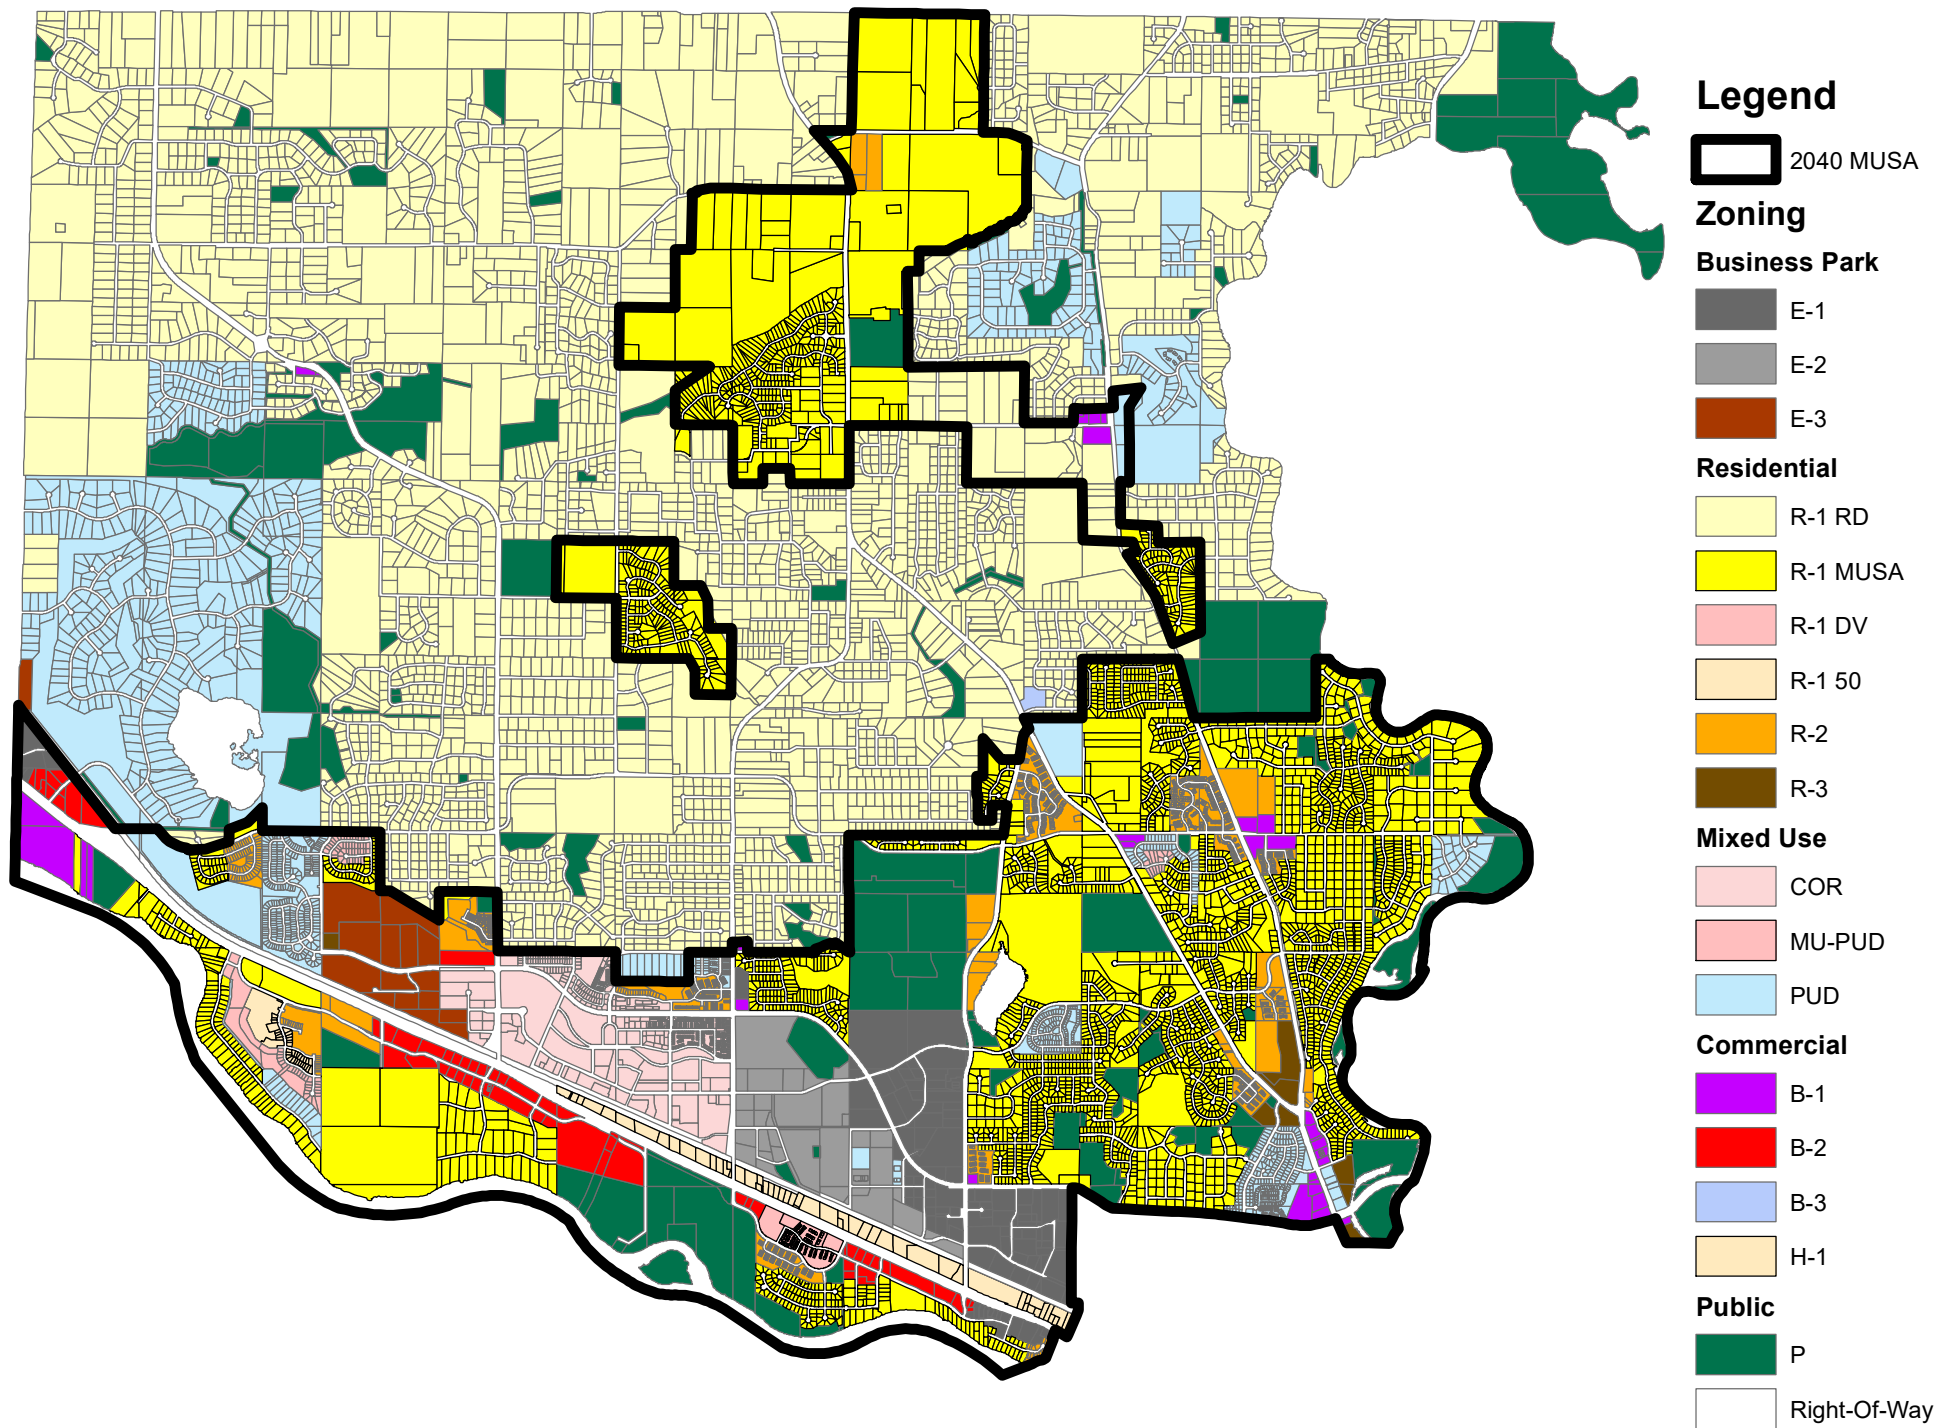 Legend
2040 MUSA
Zoning
Business Park
E-1
E-2
E-3
Residential
R-1 RD
R-1 MUSA
R-1 DV
R-1 50
R-2
R-3
Mixed Use
COR
MU-PUD
PUD
Commercial
B-1
B-2
B-3
H-1
Public
P
Right-Of-Way